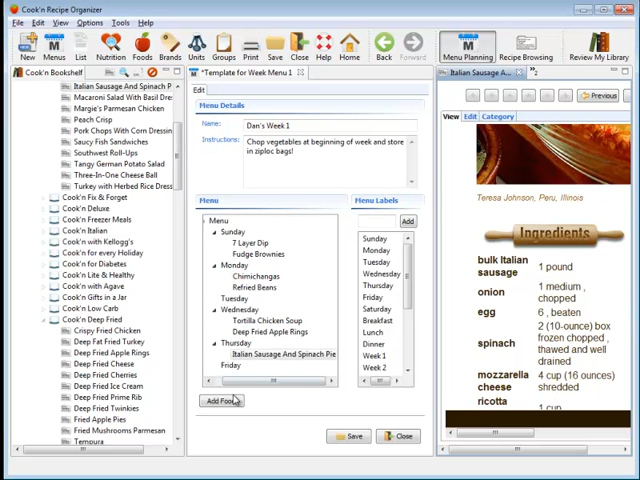 Cook'n Recipe Organizer
File Edit View Options Tools Help
New Menus List Nutrition Foods Brands Units Groups Print Save Close Help Home Back Forward Menu Planning Recipe Browsing Review My Library
Cook'n Bookshelf
Italian Sausage And Spinach P
Macaroni Salad With Basil Dres
Margie's Parmesan Chicken
Peach Crisp
Pork Chops With Corn Dressin
Saucy Fish Sandwiches
Southwest Roll-Ups
Tangy German Potato Salad
Three-In-One Cheese Ball
Turkey with Herbed Rice Dress
Cook'n Fix & Forget
Cook'n Deluxe
Cook'n Freezer Meals
Cook'n Italian
Cook'n with Kellogg's
Cook'n for every Holiday
Cook'n for Diabetes
Cook'n Lite & Healthy
Cook'n with Agave
Cook'n Gifts in a Jar
Cook'n Low Carb
Cook'n Deep Fried
Crispy Fried Chicken
Deep Fat Fried Turkey
Deep Fried Apple Rings
Deep Fried Cheese
Deep Fried Cherries
Deep Fried Ice Cream
Deep Fried Prime Rib
Deep Fried Twinkies
Fried Apple Pies
Fried Mushrooms Parmesan
Tempura
*Template for Week Menu 1
Edit
Menu Details
Name: Dan's Week 1
Instructions: Chop vegetables at beginning of week and store
in ziploc bags!
Menu
Menu
Sunday
7 Layer Dip
Fudge Brownies
Monday
Chimichangas
Refried Beans
Tuesday
Wednesday
Tortilla Chicken Soup
Deep Fried Apple Rings
Thursday
Italian Sausage And Spinach Pie
Friday
Add Food
Menu Labels
Add
Sunday
Monday
Tuesday
Wednesday
Thursday
Friday
Saturday
Breakfast
Lunch
Dinner
Week 1
Week 2
Save Close
Italian Sausage A...
Previous
View Edit Category
Teresa Johnson, Peru, Illinois
Ingredients
bulk Italian
sausage 1 pound
onion 1 medium ,
chopped
egg 6 , beaten
spinach 2 (10-ounce) box
frozen chopped ,
thawed and well
drained
mozzarella
cheese 4 cup (16 ounces)
shredded
ricotta 1 cup